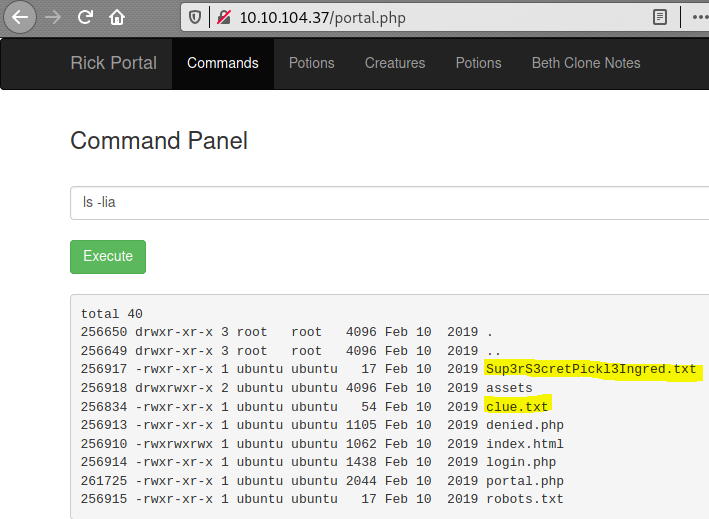 10.10.104.37/portal.php
Rick Portal Commands Potions Creatures Potions Beth Clone Notes
Command Panel
ls -lia
Execute
total 40
256650 drwxr-xr-x 3 root   root   4096 Feb 10  2019 .
256649 drwxr-xr-x 3 root   root   4096 Feb 10  2019 ..
256917 -rwxr-xr-x 1 ubuntu ubuntu   17 Feb 10  2019 Sup3rS3cretPickl3Ingred.txt
256918 drwxrwxr-x 2 ubuntu ubuntu 4096 Feb 10  2019 assets
256834 -rwxr-xr-x 1 ubuntu ubuntu   54 Feb 10  2019 clue.txt
256913 -rwxr-xr-x 1 ubuntu ubuntu 1105 Feb 10  2019 denied.php
256910 -rwxrwxrwx 1 ubuntu ubuntu 1062 Feb 10  2019 index.html
256914 -rwxr-xr-x 1 ubuntu ubuntu 1438 Feb 10  2019 login.php
261725 -rwxr-xr-x 1 ubuntu ubuntu 2044 Feb 10  2019 portal.php
256915 -rwxr-xr-x 1 ubuntu ubuntu   17 Feb 10  2019 robots.txt